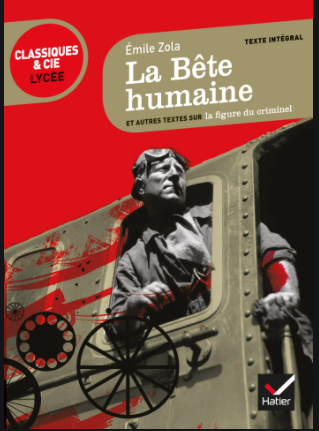 CLASSIQUES
& CIE
LYCÉE
Émile Zola
TEXTE INTÉGRAL
La Bête
humaine
ET AUTRES TEXTES SUR la figure du criminel
Hatier